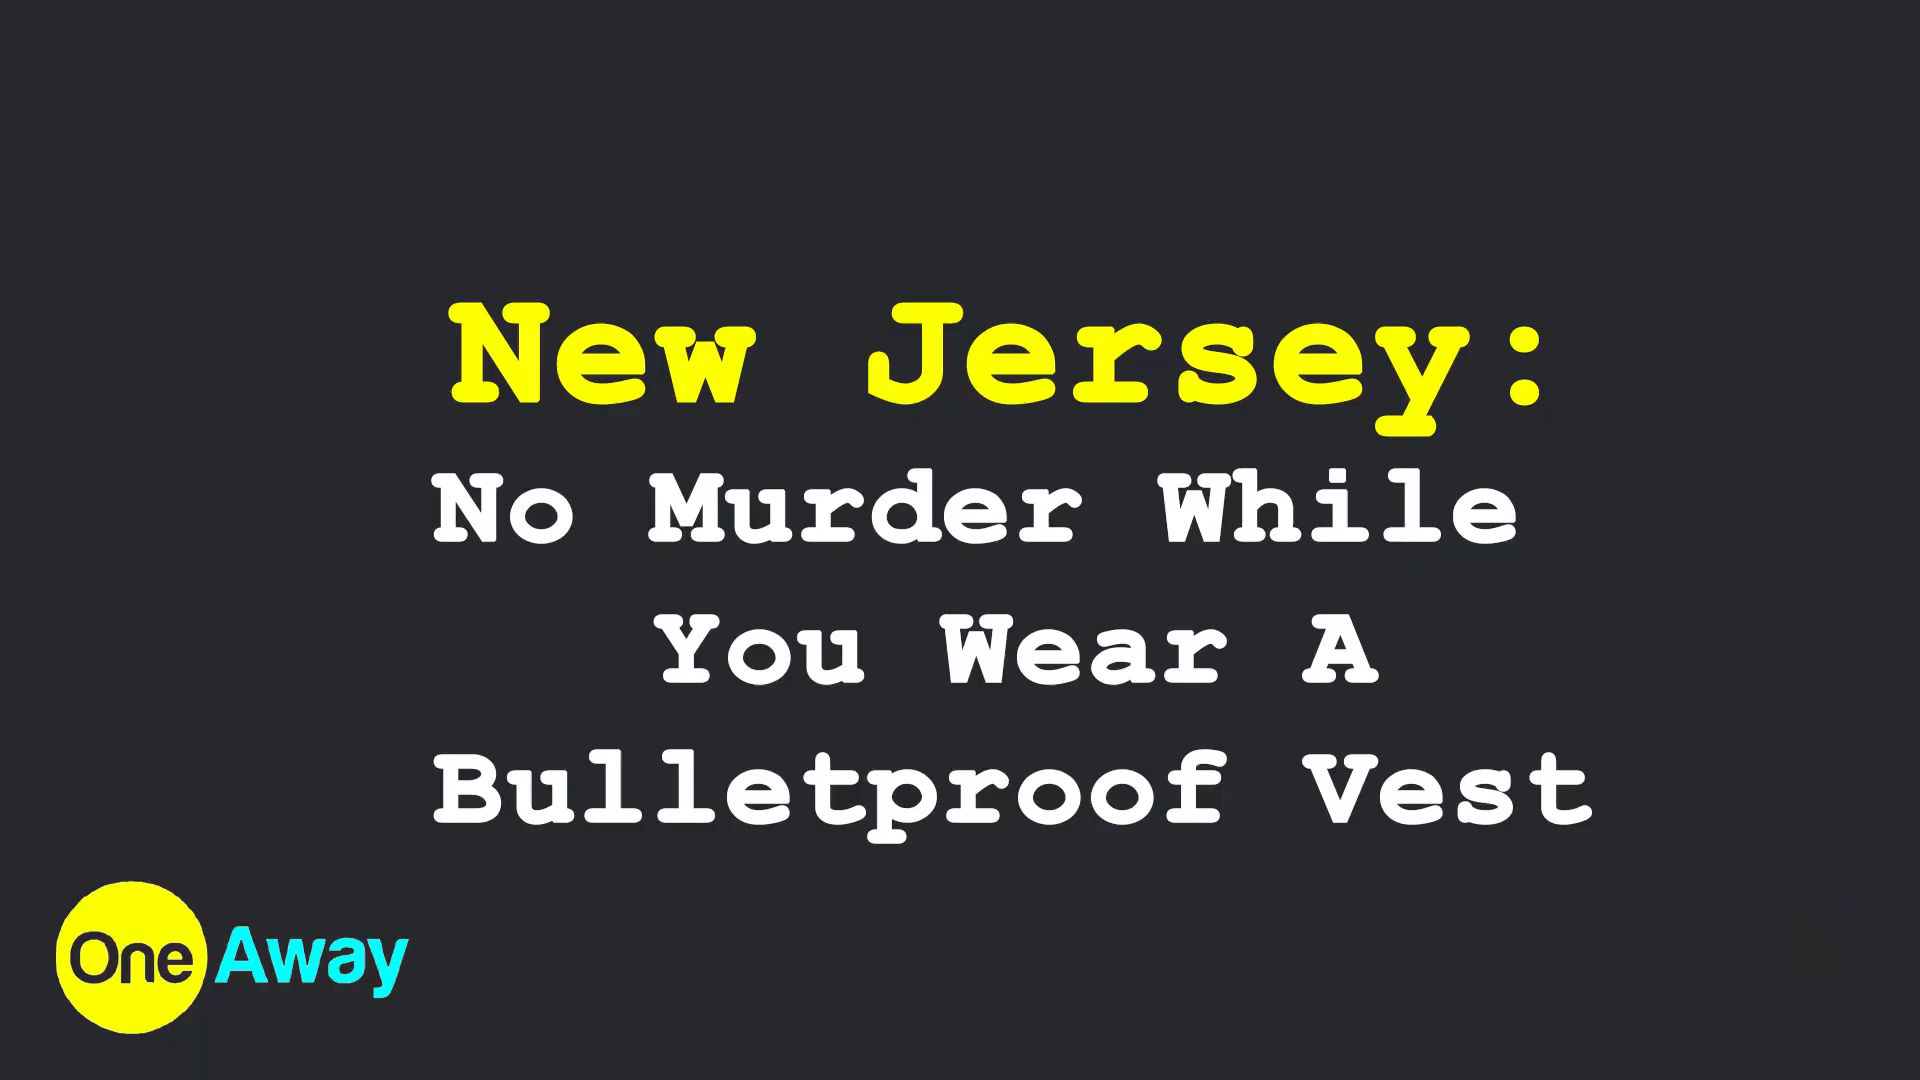 New Jersey:
No Murder While
You Wear A
Bulletproof Vest
One Away